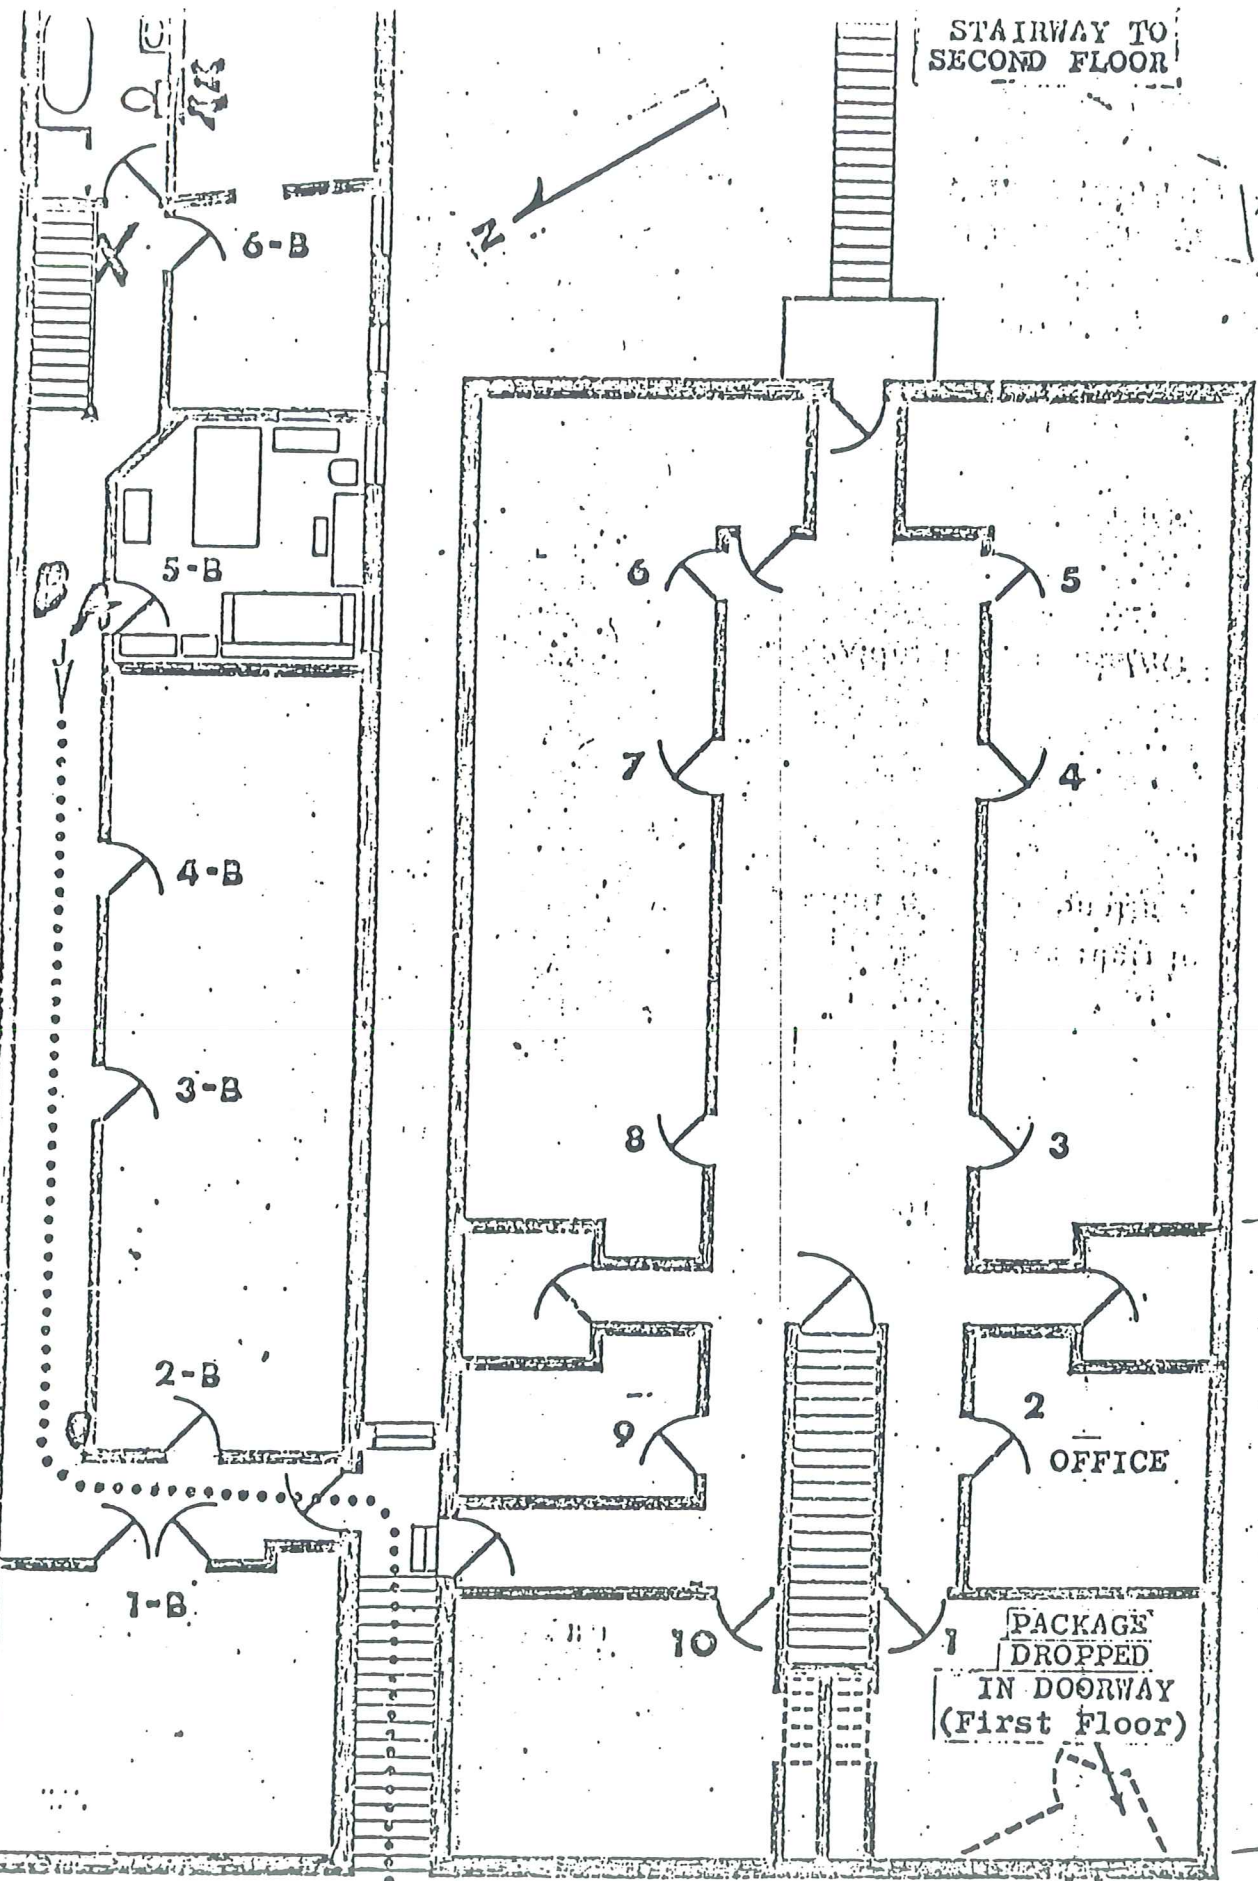 STAIRWAY TO
SECOND FLOOR
N
6-B
5-B
6
5
7
4
4-B
3-B
8
3
2-B
9
2
OFFICE
1-B
10
1
PACKAGE
DROPPED
IN DOORWAY
(First Floor)